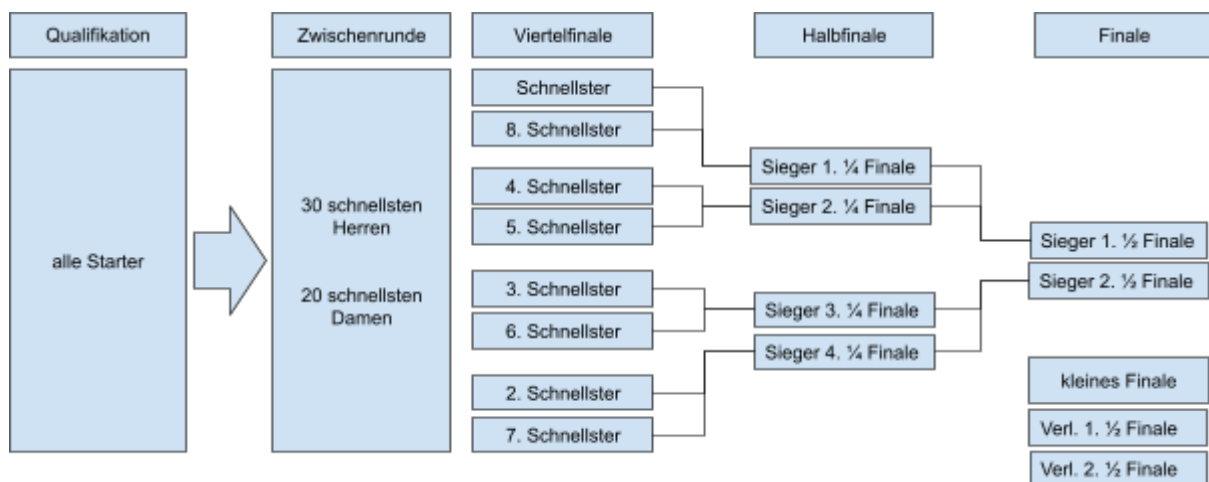 Qualifikation
Zwischenrunde
Viertelfinale
Halbfinale
Finale
alle Starter
30 schnellsten
Herren
20 schnellsten
Damen
Schnellster
8. Schnellster
4. Schnellster
5. Schnellster
3. Schnellster
6. Schnellster
2. Schnellster
7. Schnellster
Sieger 1. ¼ Finale
Sieger 2. ¼ Finale
Sieger 3. ¼ Finale
Sieger 4. ¼ Finale
Sieger 1. ½ Finale
Sieger 2. ½ Finale
kleines Finale
Verl. 1. ½ Finale
Verl. 2. ½ Finale